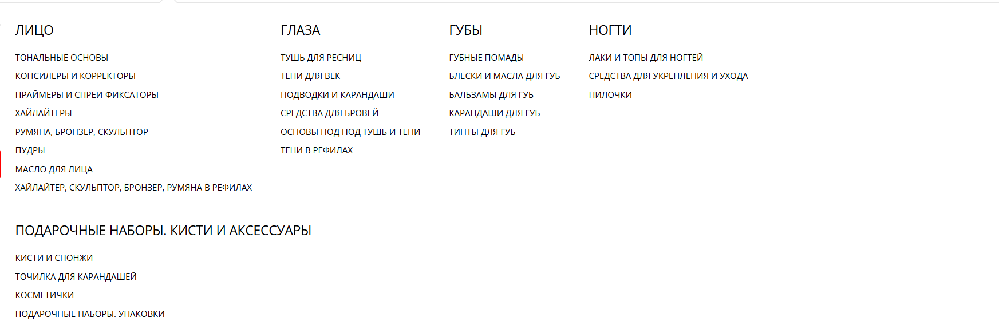 ЛИЦО
ТОНАЛЬНЫЕ ОСНОВЫ
КОНСИЛЕРЫ И КОРРЕКТОРЫ
ПРАЙМЕРЫ И СПРЕИ-ФИКСАТОРЫ
ХАЙЛАЙТЕРЫ
РУМЯНА, БРОНЗЕР, СКУЛЬПТОР
ПУДРЫ
МАСЛО ДЛЯ ЛИЦА
ХАЙЛАЙТЕР, СКУЛЬПТОР, БРОНЗЕР, РУМЯНА В РЕФИЛАХ
ГЛАЗА
ТУШЬ ДЛЯ РЕСНИЦ
ТЕНИ ДЛЯ ВЕК
ПОДВОДКИ И КАРАНДАШИ
СРЕДСТВА ДЛЯ БРОВЕЙ
ОСНОВЫ ПОД ПОД ТУШЬ И ТЕНИ
ТЕНИ В РЕФИЛАХ
ГУБЫ
ГУБНЫЕ ПОМАДЫ
БЛЕСКИ И МАСЛА ДЛЯ ГУБ
БАЛЬЗАМЫ ДЛЯ ГУБ
КАРАНДАШИ ДЛЯ ГУБ
ТИНТЫ ДЛЯ ГУБ
НОГТИ
ЛАКИ И ТОПЫ ДЛЯ НОГТЕЙ
СРЕДСТВА ДЛЯ УКРЕПЛЕНИЯ И УХОДА
ПИЛОЧКИ
ПОДАРОЧНЫЕ НАБОРЫ. КИСТИ И АКСЕССУАРЫ
КИСТИ И СПОНЖИ
ТОЧИЛКА ДЛЯ КАРАНДАШЕЙ
КОСМЕТИЧКИ
ПОДАРОЧНЫЕ НАБОРЫ. УПАКОВКИ